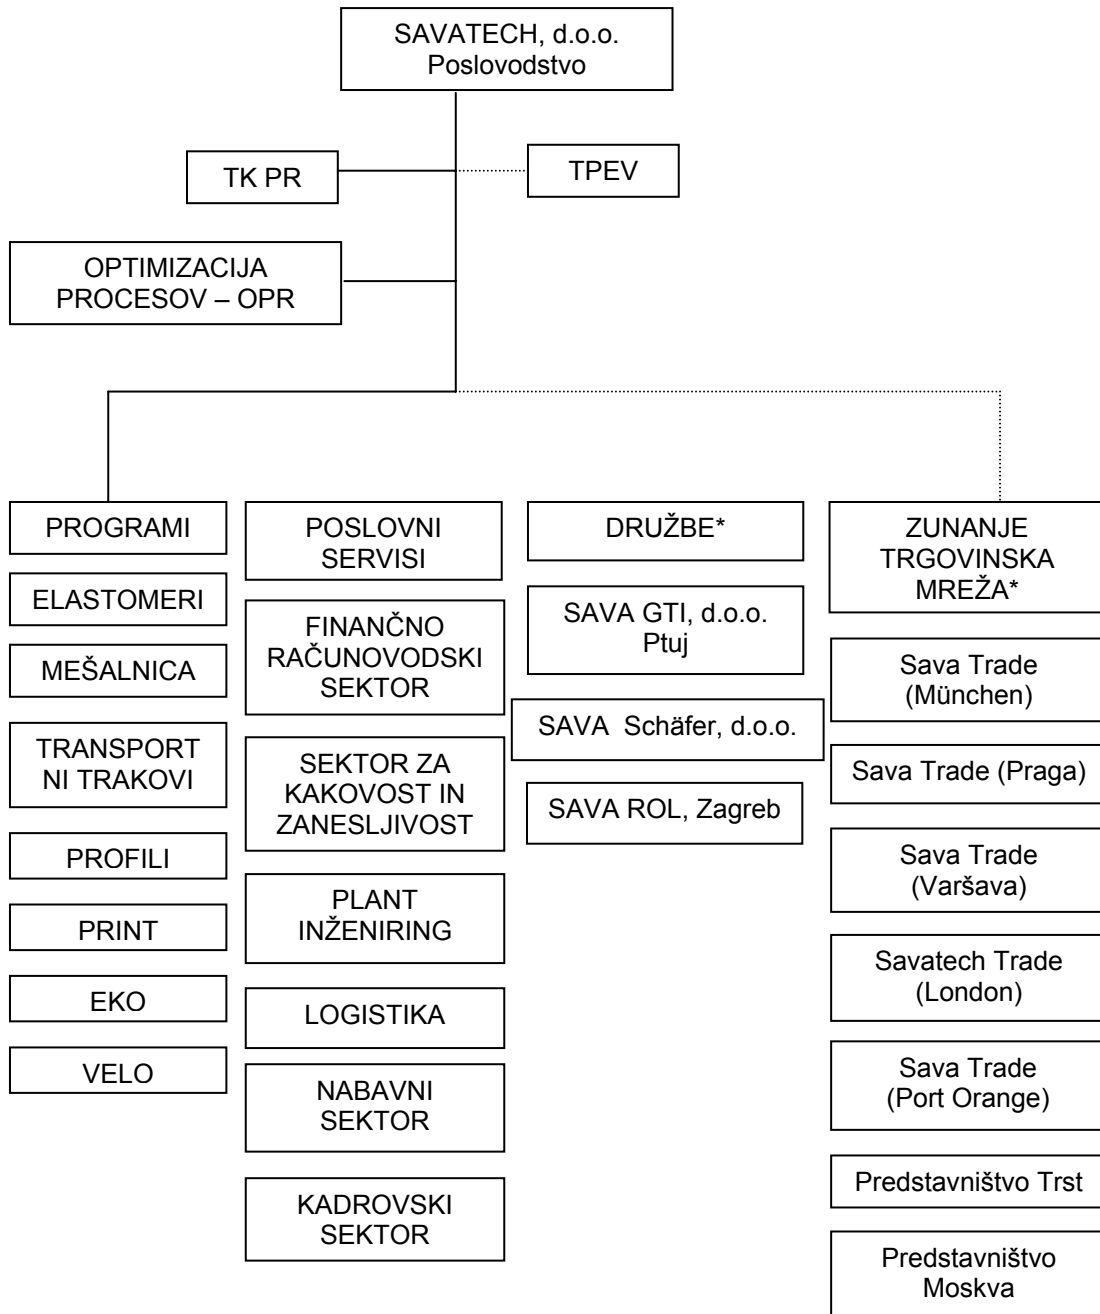 SAVATECH, d.o.o.
Poslovodstvo
TK PR
TPEV
OPTIMIZACIJA
PROCESOV – OPR
PROGRAMI
ELASTOMERI
MEŠALNICA
TRANSPORT
NI TRAKOVI
PROFILI
PRINT
EKO
VELO
POSLOVNI
SERVISI
FINANČNO
RAČUNOVODSKI
SEKTOR
SEKTOR ZA
KAKOVOST IN
ZANESLJIVOST
PLANT
INŽENIRING
LOGISTIKA
NABAVNI
SEKTOR
KADROVSKI
SEKTOR
DRUŽBE*
SAVA GTI, d.o.o.
Ptuj
SAVA Schäfer, d.o.o.
SAVA ROL, Zagreb
ZUNANJE
TRGOVINSKA
MREŽA*
Sava Trade
(München)
Sava Trade (Praga)
Sava Trade
(Varšava)
Savatech Trade
(London)
Sava Trade
(Port Orange)
Predstavništvo Trst
Predstavništvo
Moskva